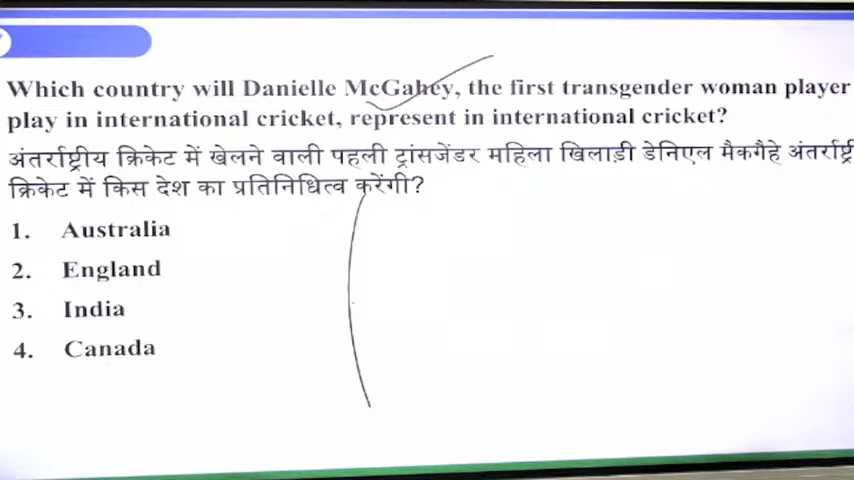 Which country will Danielle McGahey, the first transgender woman player
play in international cricket, represent in international cricket?
अंतर्राष्ट्रीय क्रिकेट में खेलने वाली पहली ट्रांसजेंडर महिला खिलाड़ी डेनिएल मैकगैहे
क्रिकेट में किस देश का प्रतिनिधित्व करेंगी?
1. Australia
2. England
3. India
4. Canada